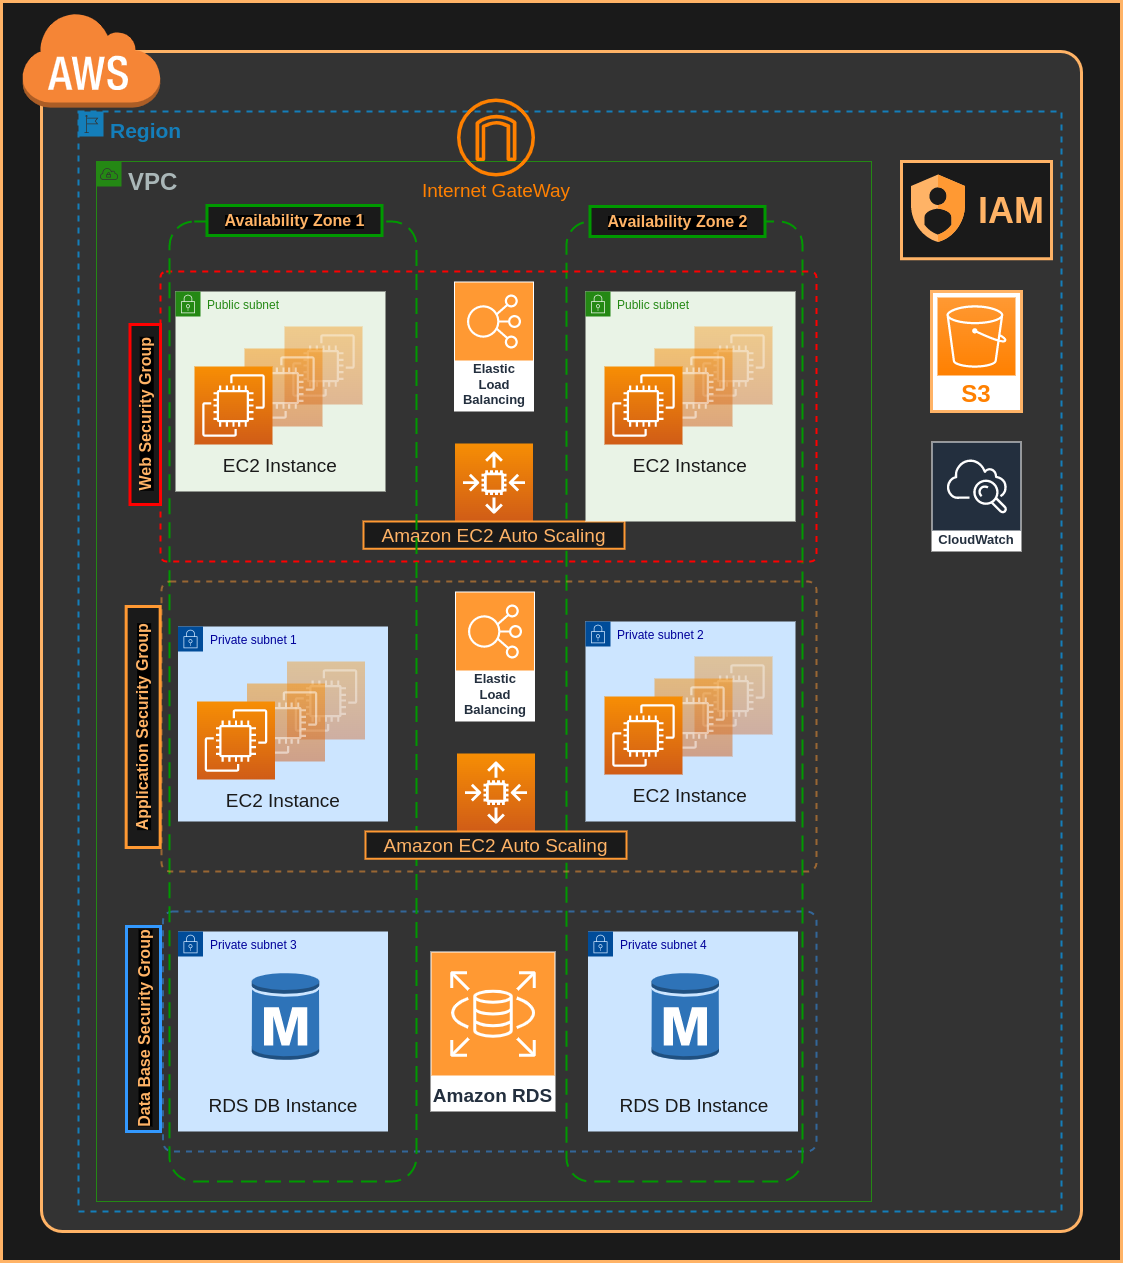 AWS
Region
Internet GateWay
VPC
Availability Zone 1
Availability Zone 2
IAM
Web Security Group
Public subnet
EC2 Instance
Elastic
Load
Balancing
Public subnet
EC2 Instance
Amazon EC2 Auto Scaling
S3
CloudWatch
Application Security Group
Private subnet 1
EC2 Instance
Elastic
Load
Balancing
Private subnet 2
EC2 Instance
Amazon EC2 Auto Scaling
Data Base Security Group
Private subnet 3
M
RDS DB Instance
Amazon RDS
Private subnet 4
M
RDS DB Instance